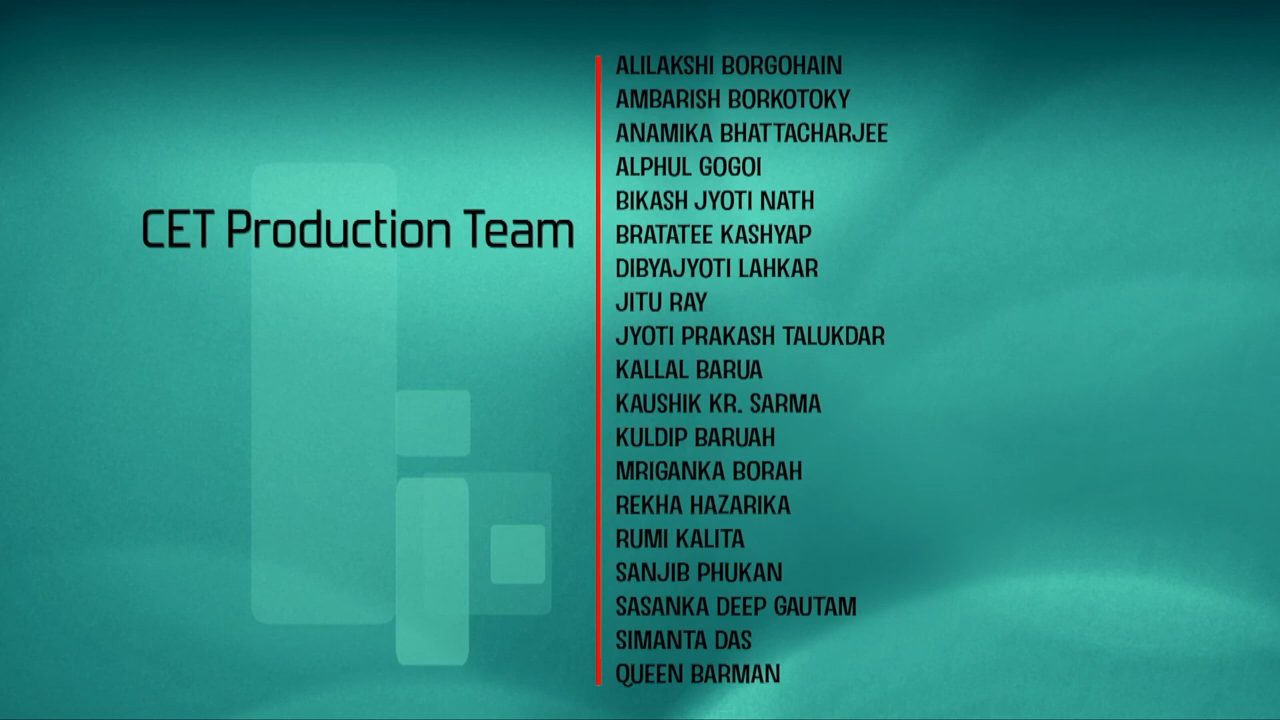 CET Production Team
ALILAKSHI BORGOHAIN
AMBARISH BORKOTOKY
ANAMIKA BHATTACHARJEE
ALPHUL GOGOI
BIKASH JYOTI NATH
BRATATEE KASHYAP
DIBYAJYOTI LAHKAR
JITU RAY
JYOTI PRAKASH TALUKDAR
KALLAL BARUA
KAUSHIK KR. SARMA
KULDIP BARUAH
MRIGANKA BORAH
REKHA HAZARIKA
RUMI KALITA
SANJIB PHUKAN
SASANKA DEEP GAUTAM
SIMANTA DAS
QUEEN BARMAN